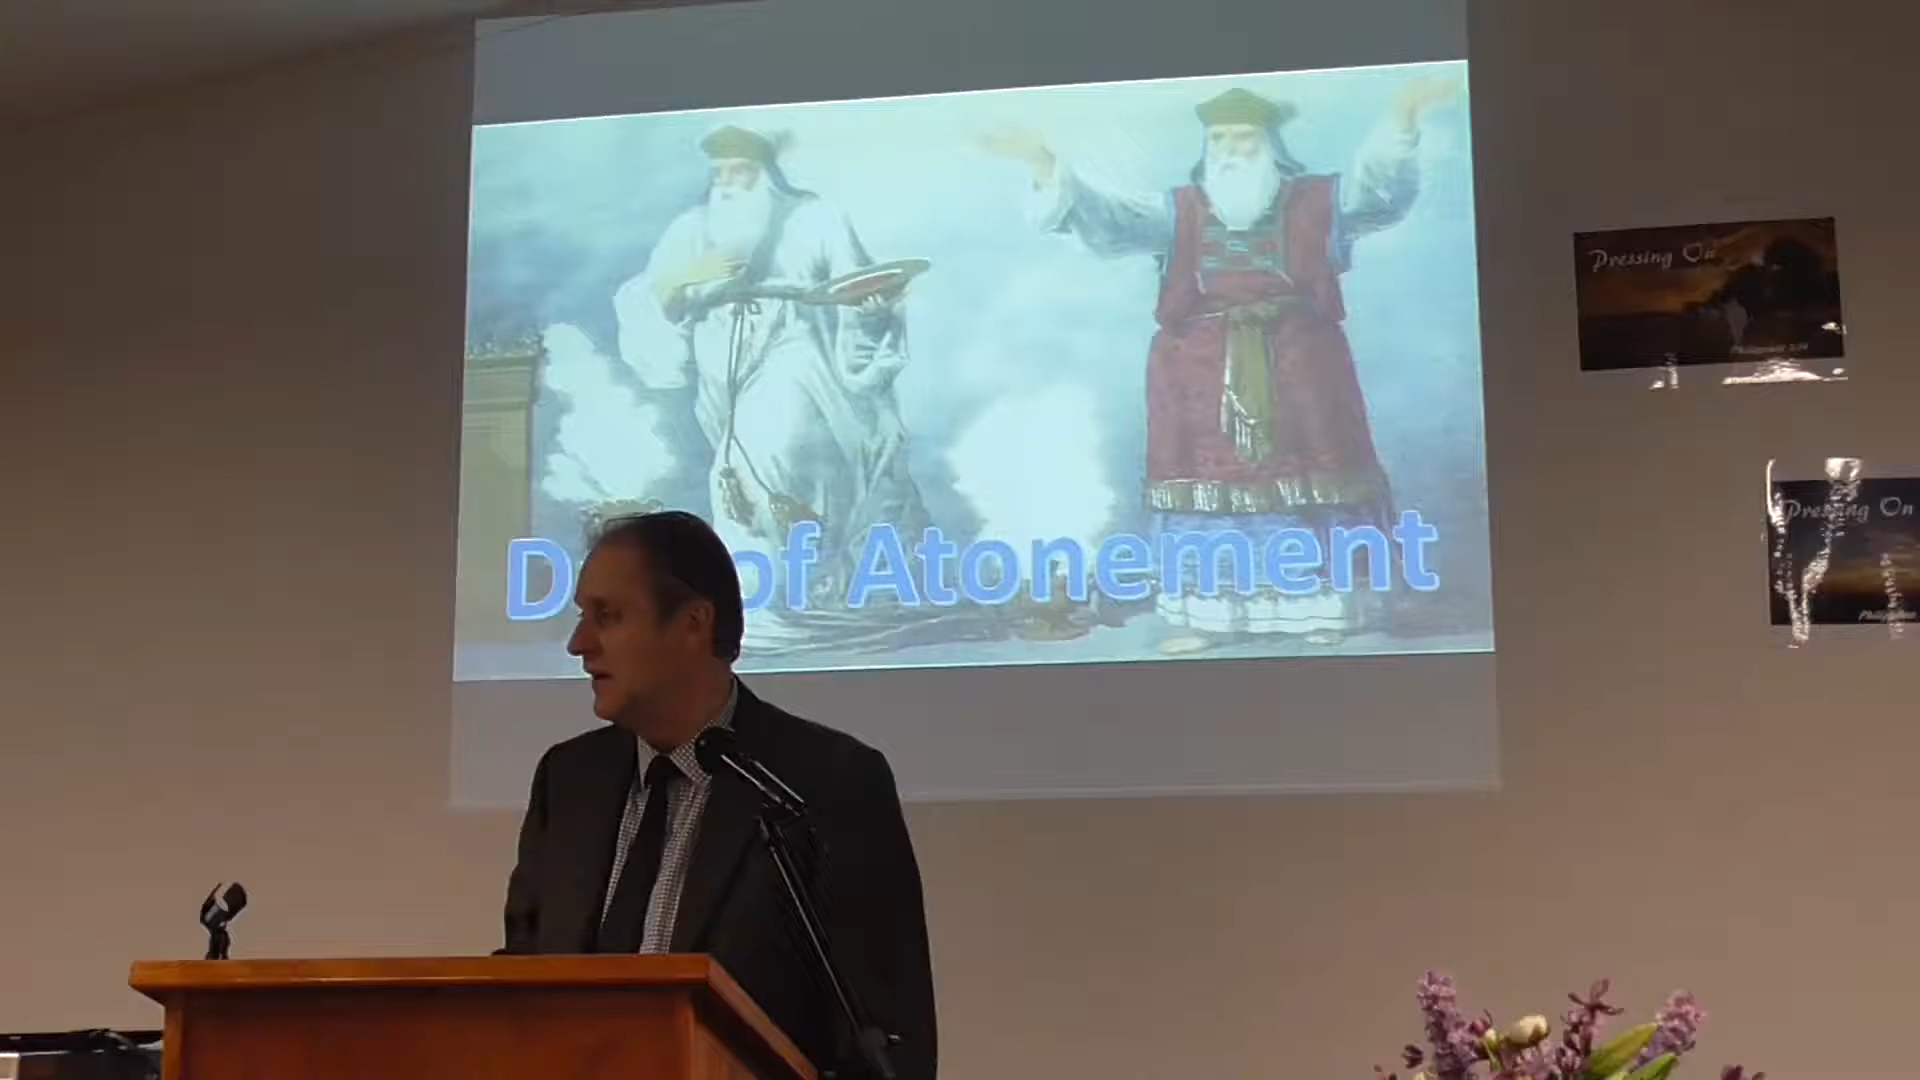 D of Atonement
Pressing On
Pressing On